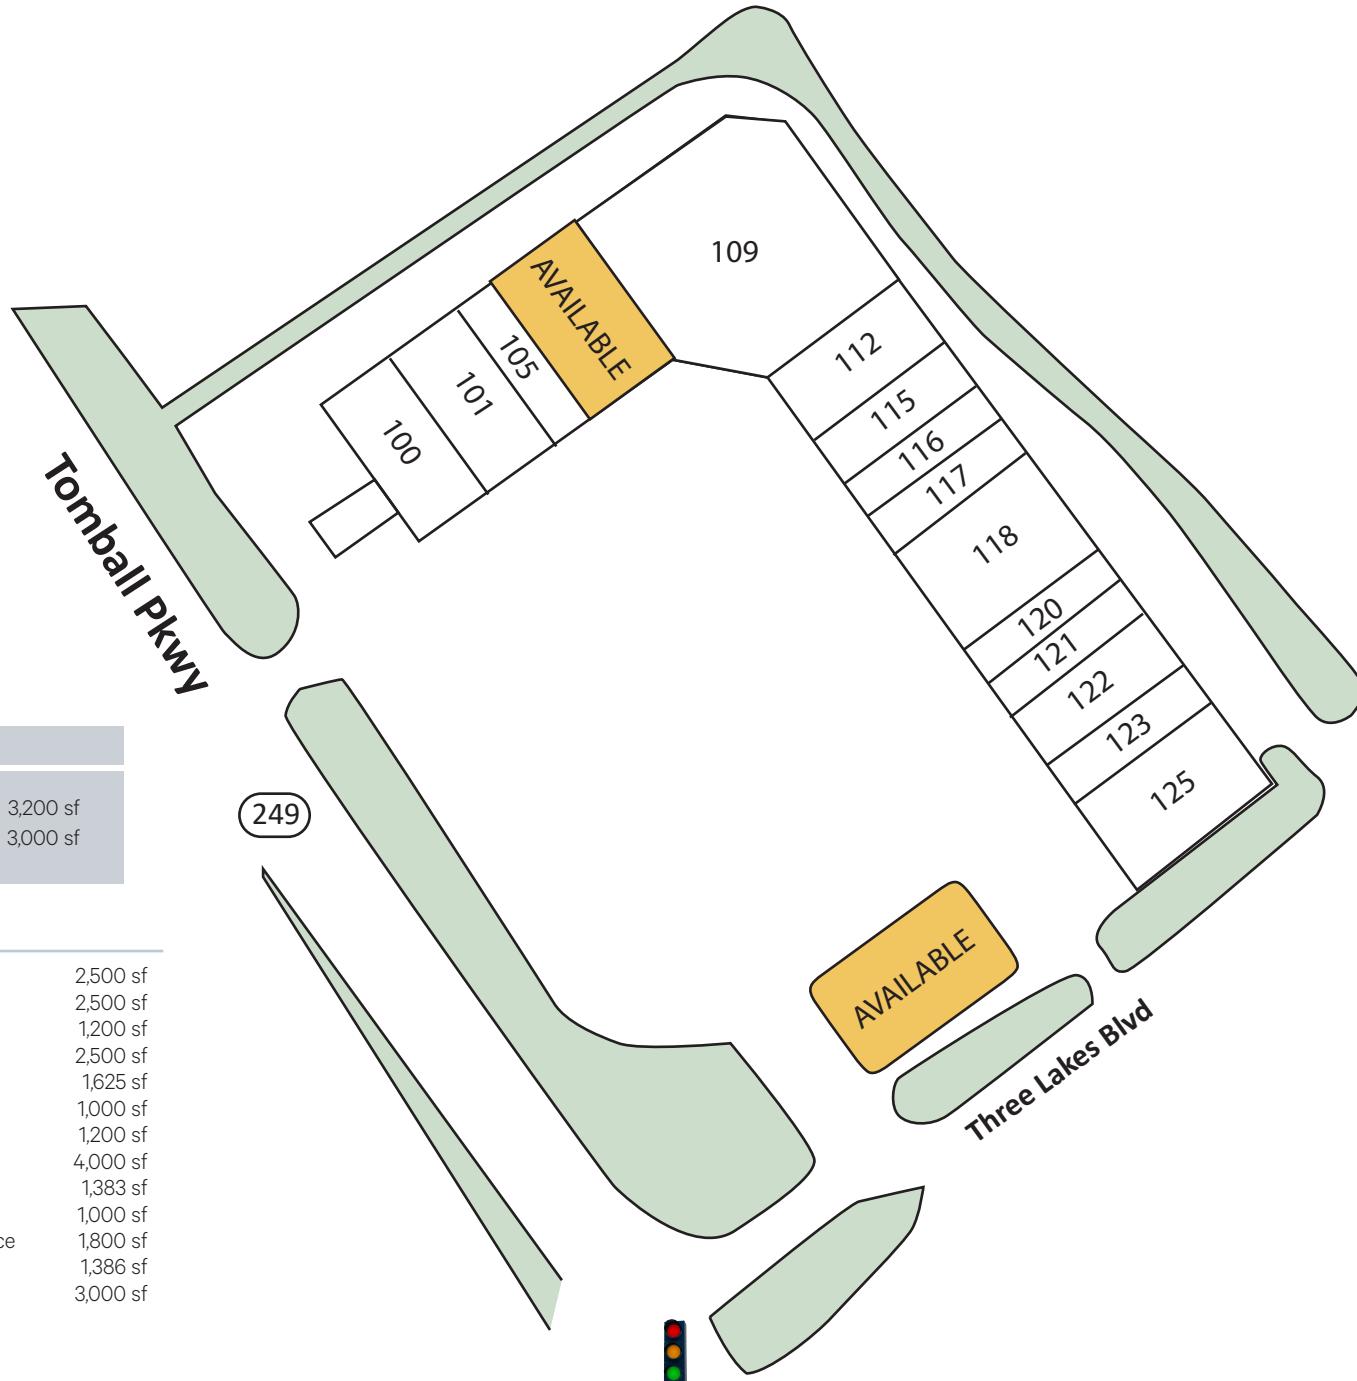 109
AVAILABLE
112
105
115
101
116
100
117
118
Tomball Pkwy
120
121
122
123
125
3,200 sf
249
3,000 sf
AVAILABLE
2,500 sf
2,500 sf
Three Lakes Blvd
1,200 sf
2,500 sf
1,625 sf
1,000 sf
1,200 sf
4,000 sf
1,383 sf
1,000 sf
ce 1,800 sf
1,386 sf
3,000 sf